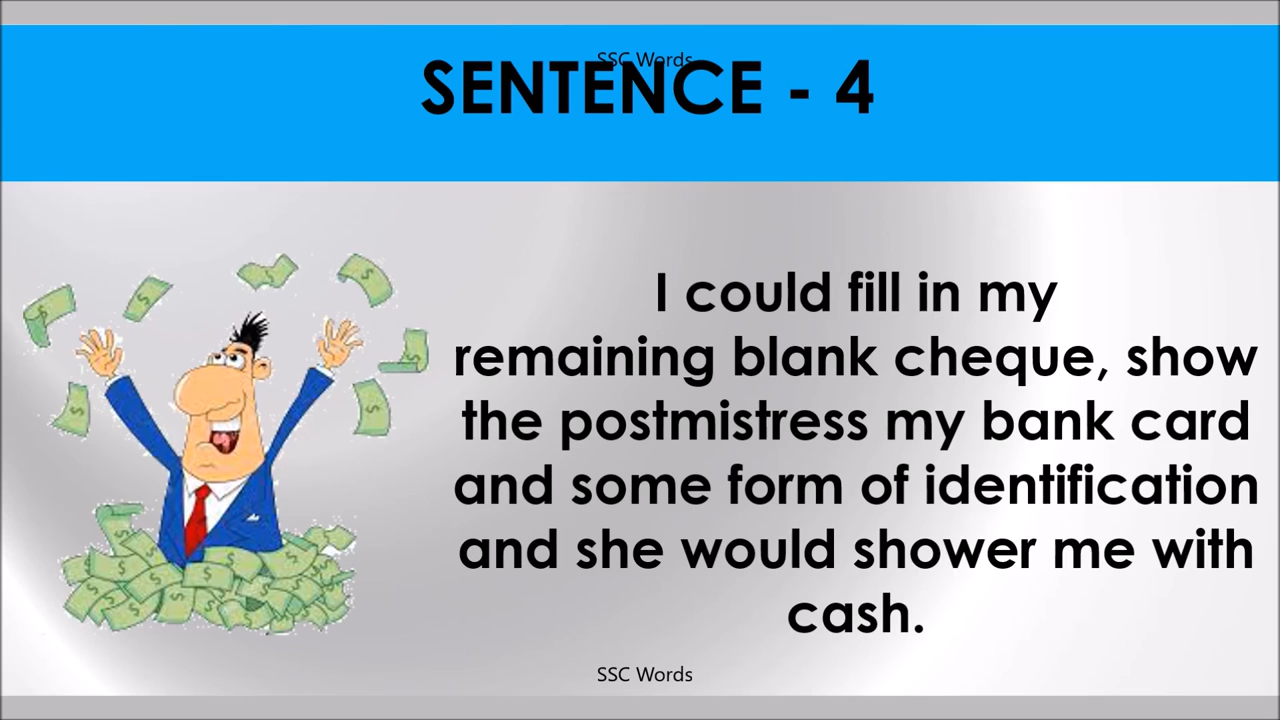 SSC Words
SENTENCE - 4
I could fill in my
remaining blank cheque, show
the postmistress my bank card
and some form of identification
and she would shower me with
cash.
SSC Words